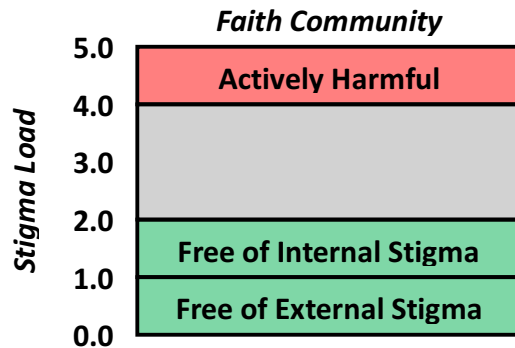 Faith Community
5.0
Actively Harmful
4.0
3.0
2.0
Free of Internal Stigma
1.0
Free of External Stigma
0.0
Stigma Load